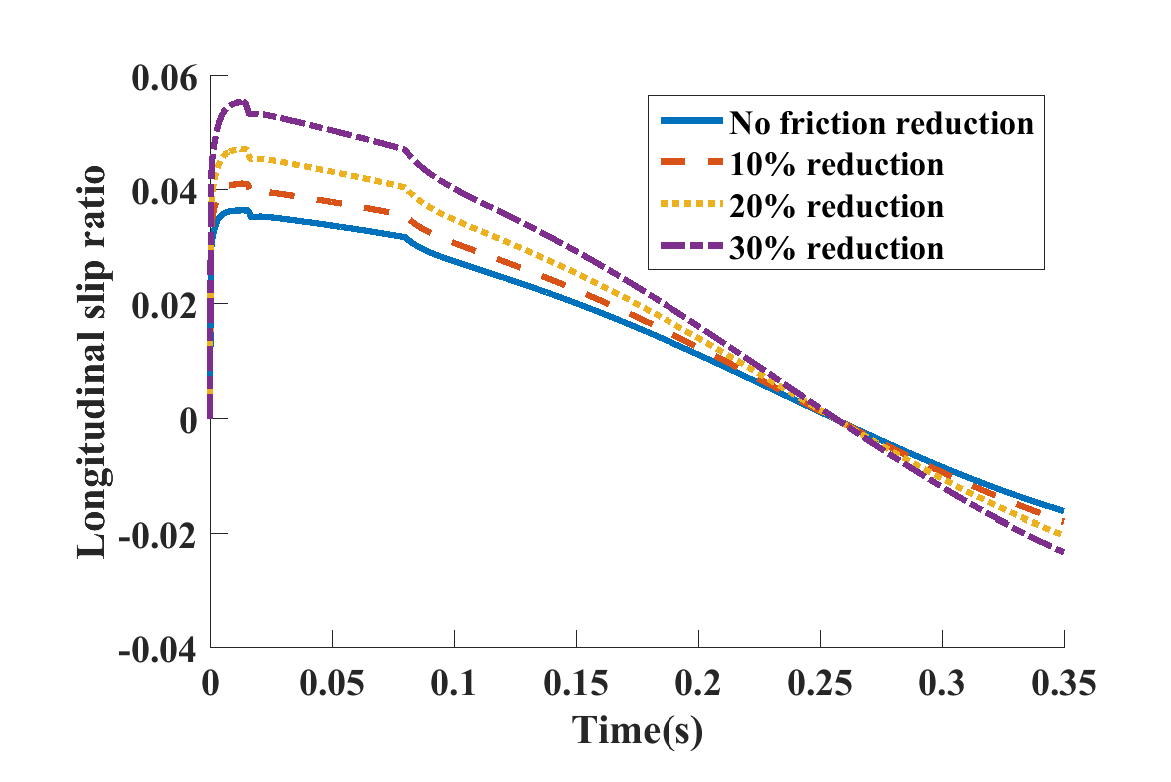 0.06
0.04
0.02
0
-0.02
-0.04
Longitudinal slip ratio
No friction reduction
10% reduction
20% reduction
30% reduction
0 0.05 0.1 0.15 0.2 0.25 0.3 0.35
Time(s)